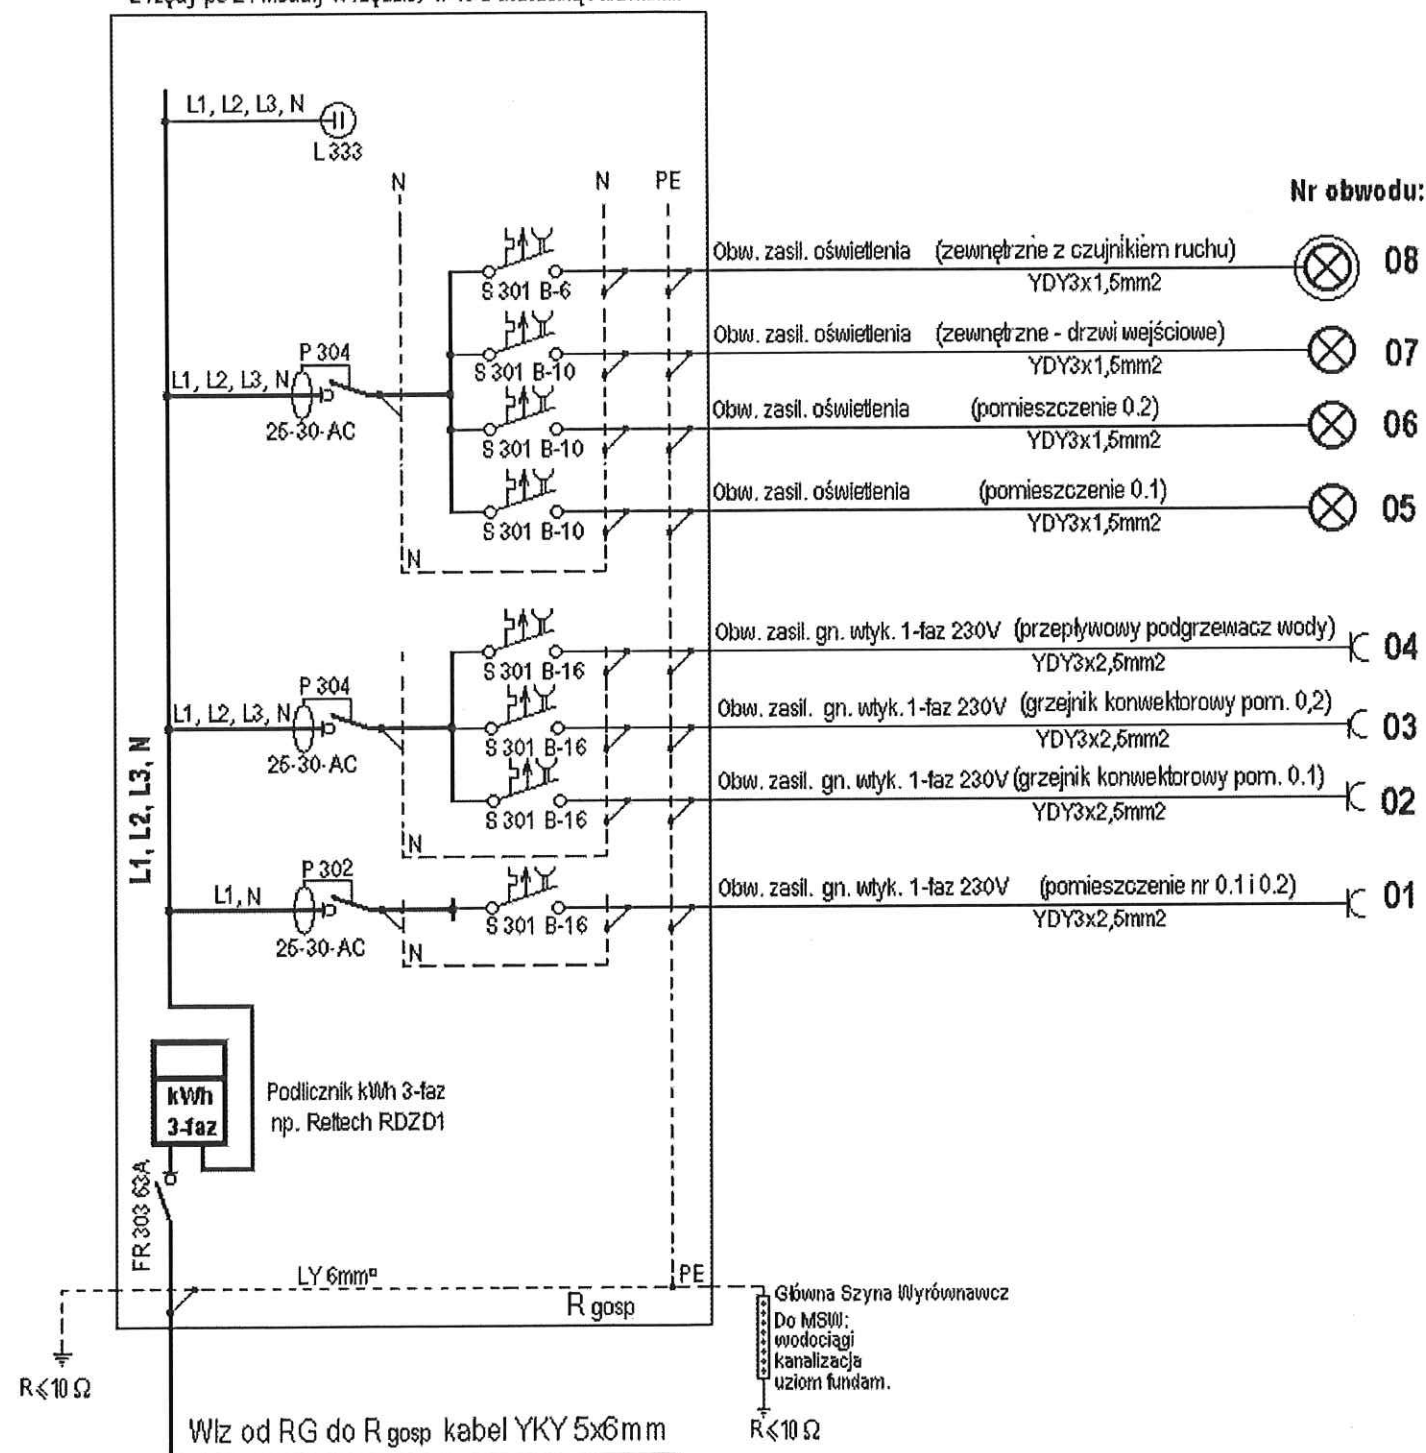 L1, L2, L3, N
L 333
N
N
PE
Nr obwodu:
Obw. zasil. oświetlenia (zewnętrzne z czujnikiem ruchu)
08
S 301 B-6
YDY3x1,5mm2
Obw. zasil. oświetlenia (zewnętrzne - drzwi wejściowe)
07
P 304
S 301 B-10
YDY3x1,5mm2
L1, L2, L3, N
25-30-AC
Obw. zasil. oświetlenia (pomieszczenie 0.2)
06
S 301 B-10
YDY3x1,5mm2
Obw. zasil. oświetlenia (pomieszczenie 0.1)
05
S 301 B-10
YDY3x1,5mm2
N
Obw. zasil. gn. wtyk. 1-faz 230V (przepływowy podgrzewacz wody)
04
S 301 B-16
YDY3x2,5mm2
P 304
L1, L2, L3, N
25-30-AC
Obw. zasil. gn. wtyk. 1-faz 230V (grzejnik konwektorowy pom. 0,2)
03
S 301 B-16
YDY3x2,5mm2
Obw. zasil. gn. wtyk. 1-faz 230V (grzejnik konwektorowy pom. 0.1)
02
S 301 B-16
YDY3x2,5mm2
N
L1, L2, L3, N
P 302
L1, N
25-30-AC
Obw. zasil. gn. wtyk. 1-faz 230V (pomieszczenie nr 0.1 i 0.2)
01
S 301 B-16
YDY3x2,5mm2
N
kWh
3-faz
Podlicznik kWh 3-faz
np. Reltech RDZD1
FR 303 63A
LY 6mm¤
PE
R gosp
Główna Szyna Wyrównawcz
Do MSW:
wodociągi
kanalizacja
uziom fundam.
R⩽10 Ω
R⩽10 Ω
Wlz od RG do R gosp kabel YKY 5x6mm